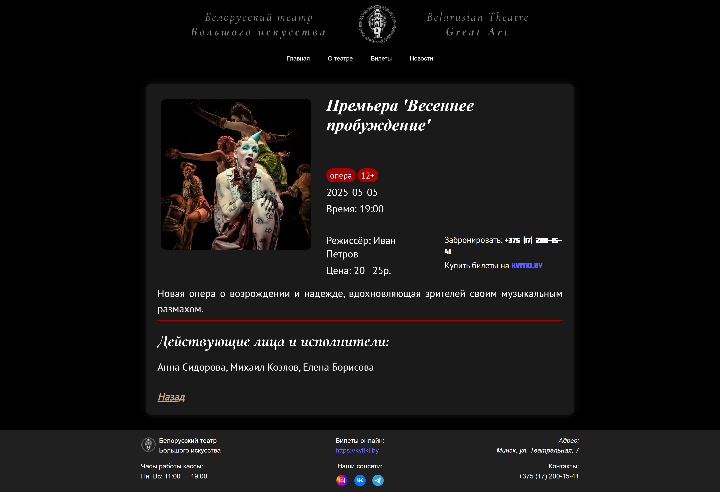 Белорусский театр
Большого искусства
Belarusian Theatre
Great Art
Главная О театре Билеты Новости
Премьера 'Весеннее
пробуждение'
опера 12+
2025-05-05
Время: 19:00
Режиссёр: Иван
Петров
Цена: 20 - 25р.
Забронировать: +375 (17) 200-15-
41
Купить билеты на KVITKI.BY
Новая опера о возрождении и надежде, вдохновляющая зрителей своим музыкальным
размахом.
Действующие лица и исполнители:
Анна Сидорова, Михаил Козлов, Елена Борисова
Назад
Белорусский театр
Большого искусства
Часы работы кассы:
Пн-Вс: 11:00 — 19:00
Билеты онлайн:
https://kvitki.by
Наши соцсети:
Адрес:
Минск, ул. Театральная, 7
Контакты:
+375 (17) 200-15-41